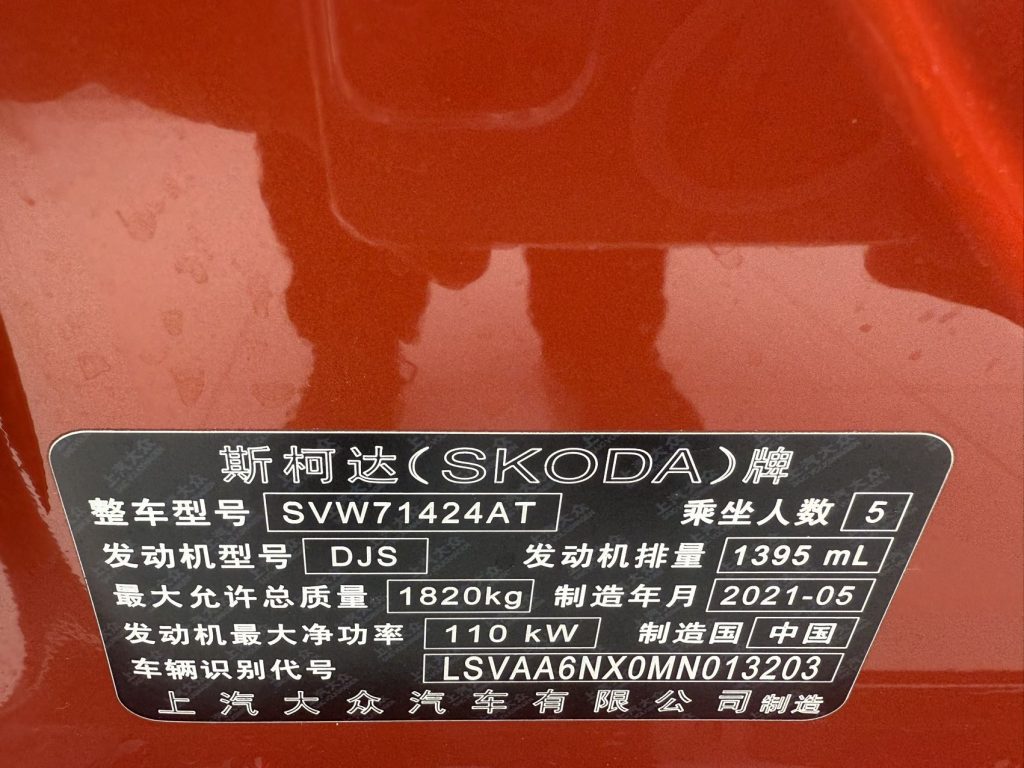 斯柯达(SKODA)牌
整车型号 SVW71424AT 乘坐人数 5
发动机型号 DJS 发动机排量 1395 mL
最大允许总质量 1820kg 制造年月 2021-05
发动机最大净功率 110 kW 制造国 中国
车辆识别代号 LSVAA6NX0MN013203
上汽大众汽车有限公司制造